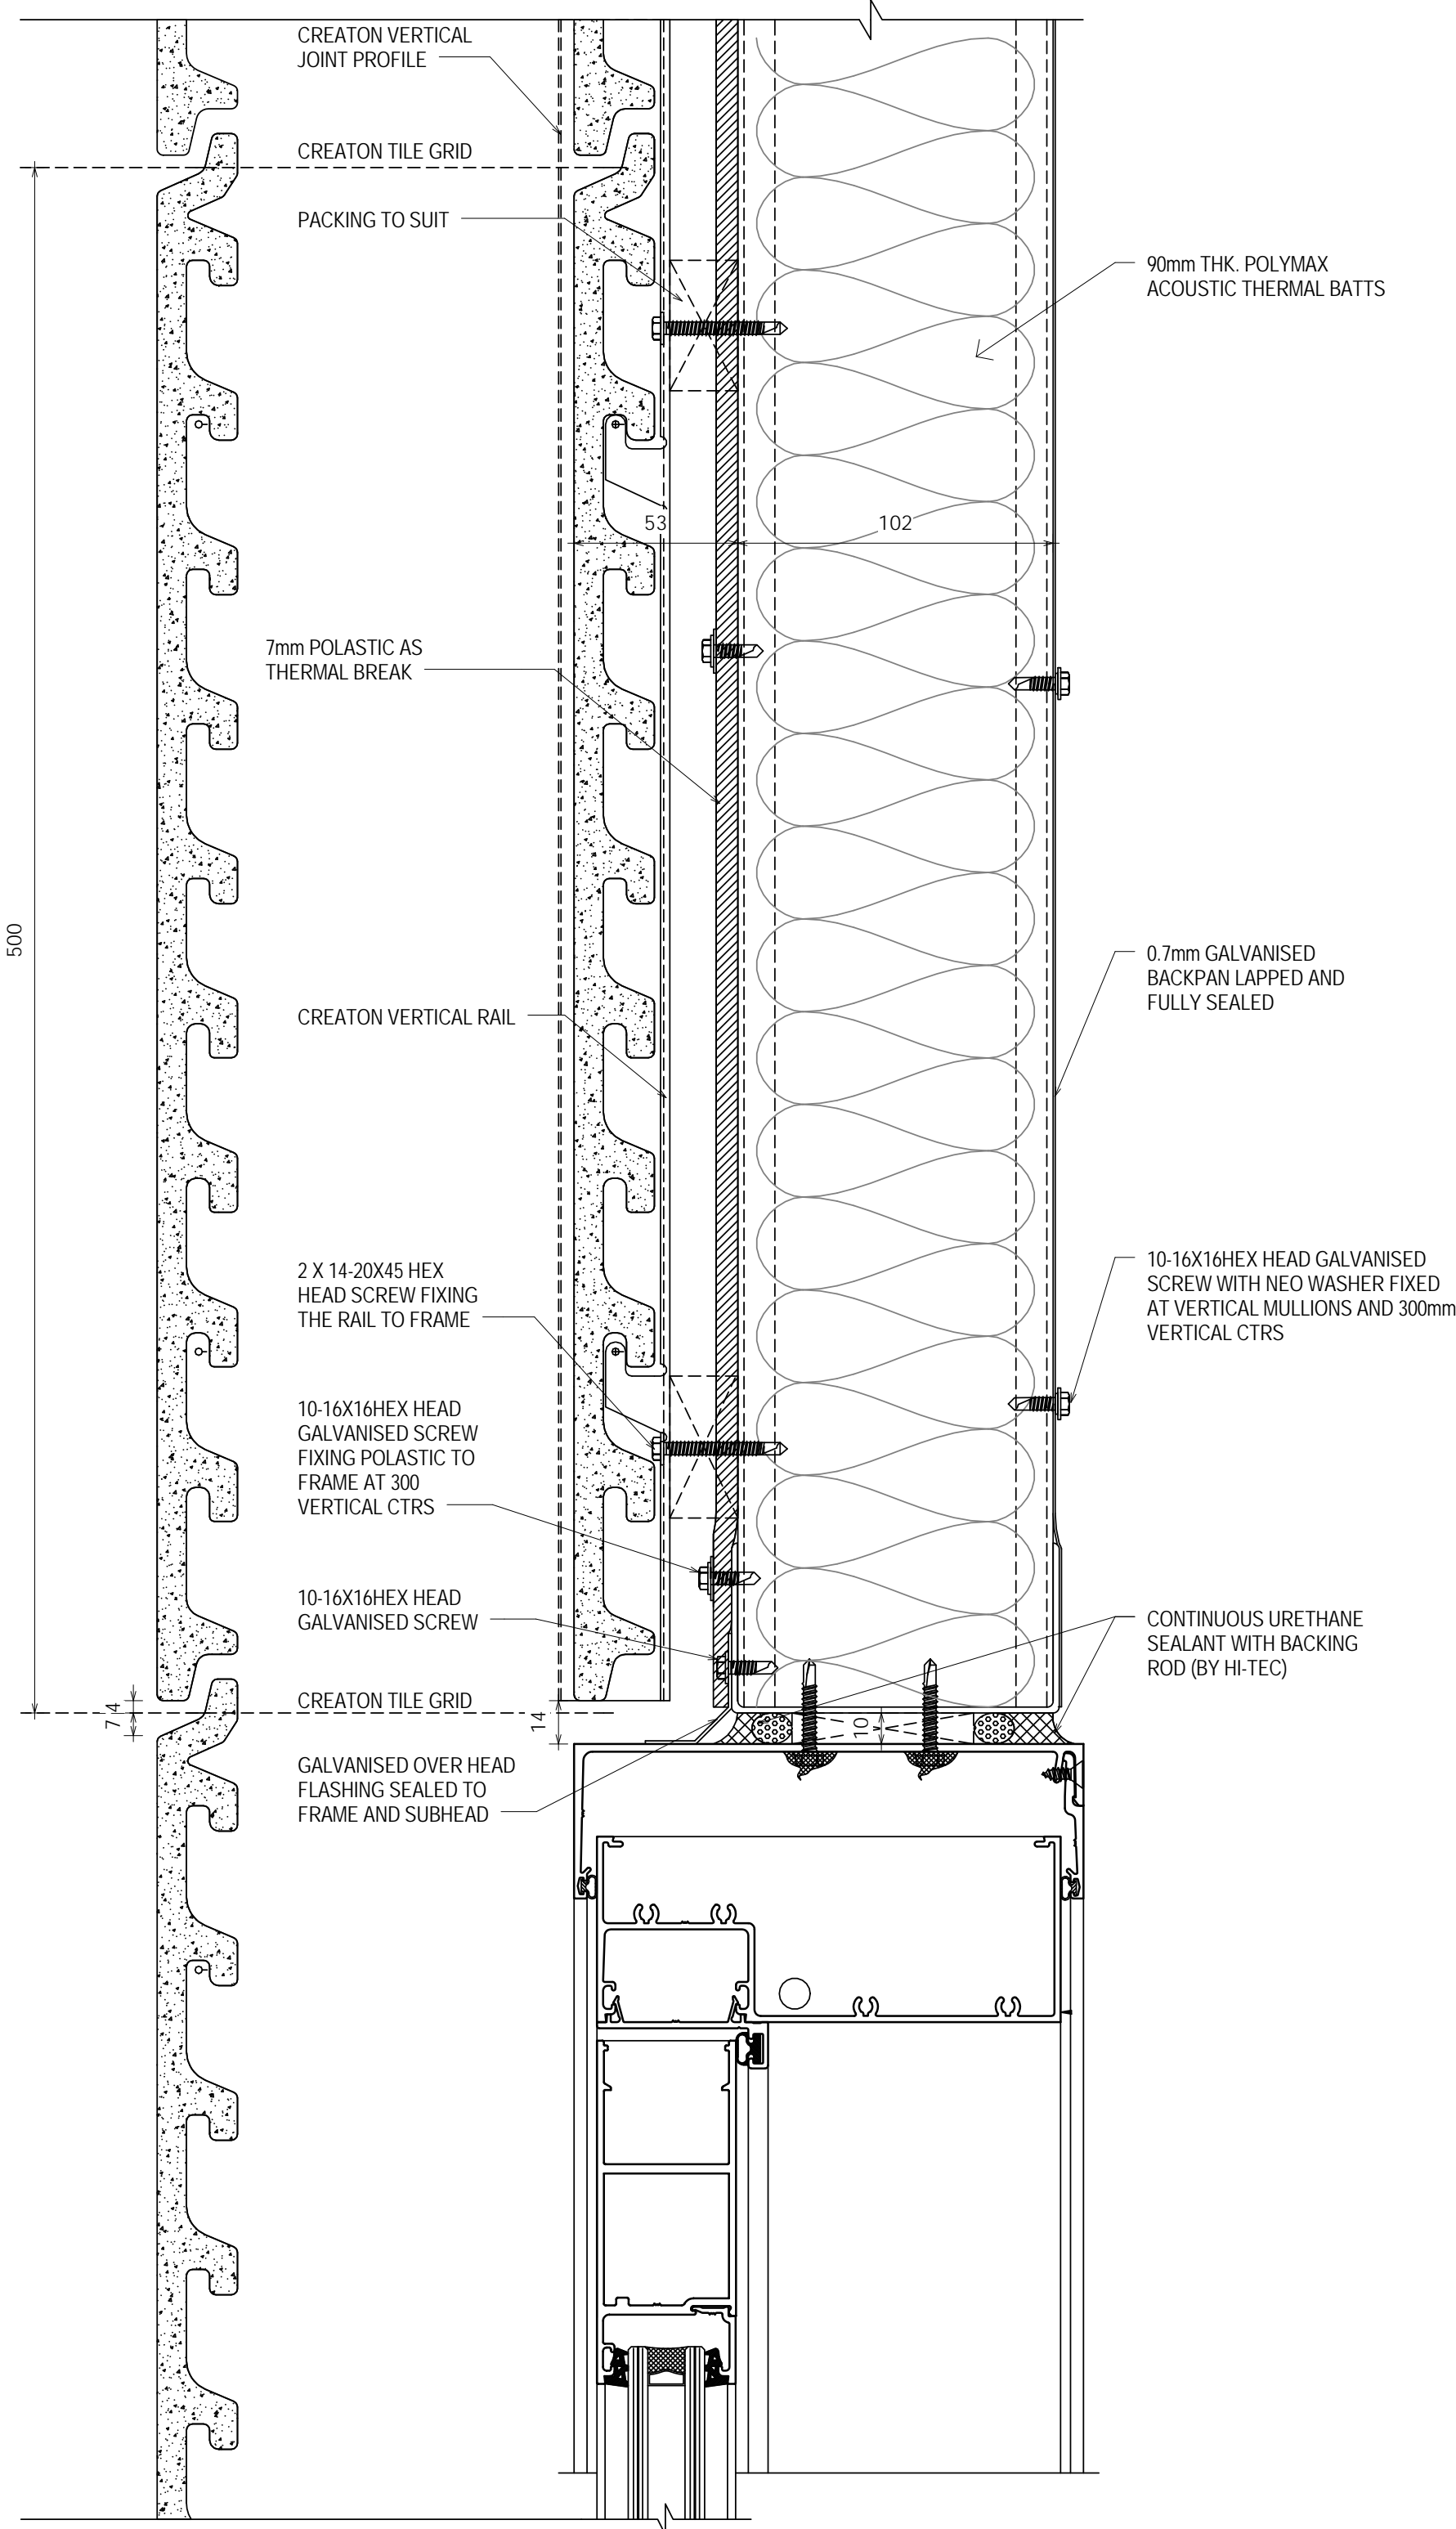 CREATON VERTICAL
JOINT PROFILE
CREATON TILE GRID
PACKING TO SUIT
90mm THK. POLYMAX
ACOUSTIC THERMAL BATTS
53
102
7mm POLASTIC AS
THERMAL BREAK
500
0.7mm GALVANISED
BACKPAN LAPPED AND
FULLY SEALED
CREATON VERTICAL RAIL
2 X 14-20X45 HEX
HEAD SCREW FIXING
THE RAIL TO FRAME
10-16X16HEX HEAD GALVANISED
SCREW WITH NEO WASHER FIXED
AT VERTICAL MULLIONS AND 300mm
VERTICAL CTRS
10-16X16HEX HEAD
GALVANISED SCREW
FIXING POLASTIC TO
FRAME AT 300
VERTICAL CTRS
10-16X16HEX HEAD
GALVANISED SCREW
CONTINUOUS URETHANE
SEALANT WITH BACKING
ROD (BY HI-TEC)
CREATON TILE GRID
4
7
14
10
GALVANISED OVER HEAD
FLASHING SEALED TO
FRAME AND SUBHEAD